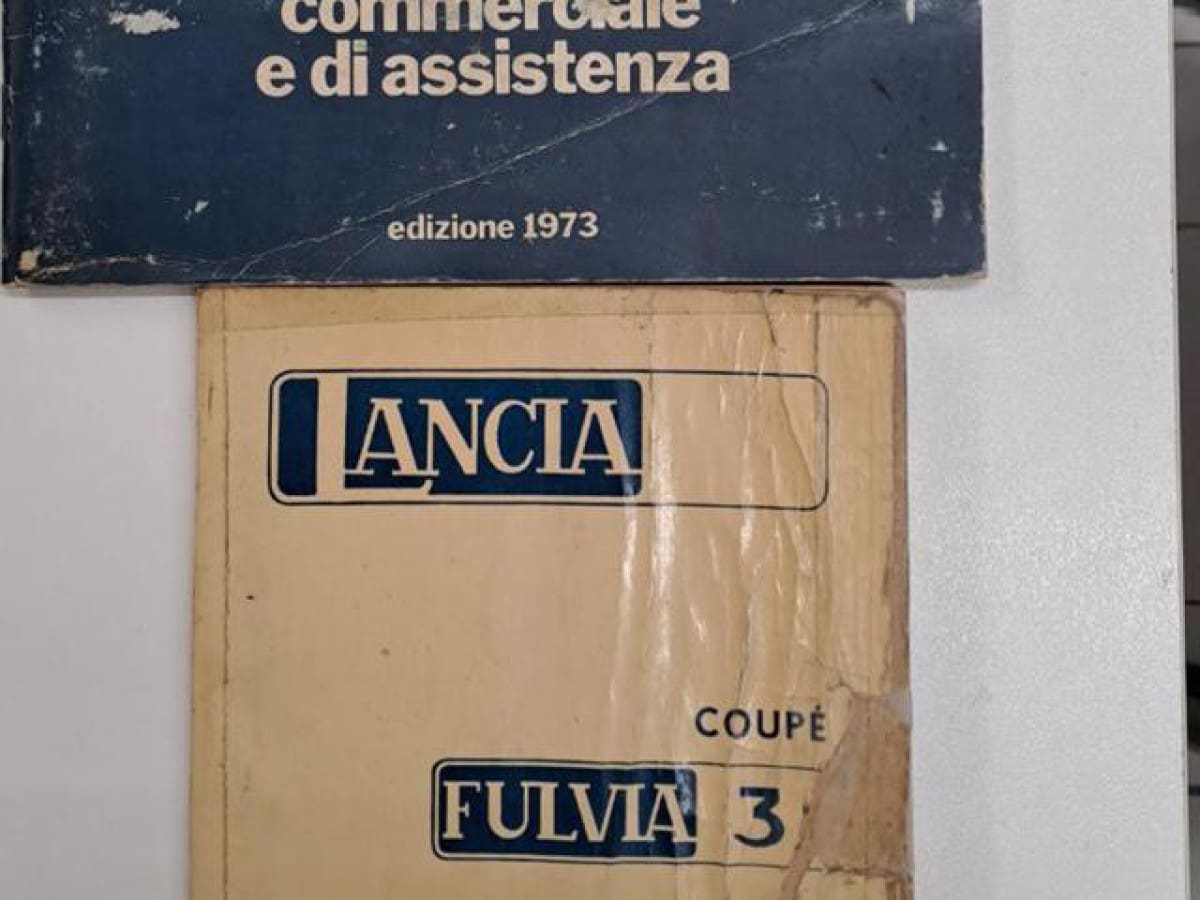 commerciale
e di assistenza
edizione 1973
LANCIA
COUPÉ
FULVIA 3